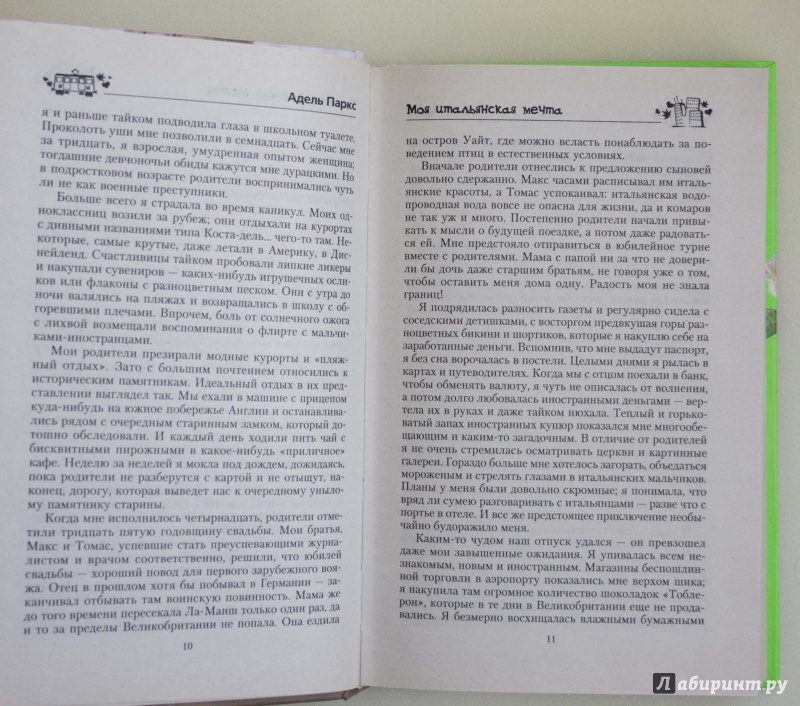 Адель Паркс
я и раньше тайком подводила глаза в школьном туалете.
Проколоть уши мне позволили в семнадцать. Сейчас мне
за тридцать, я взрослая, умудренная опытом женщина;
тогдашние девчоночьи обиды кажутся мне дурацкими. Но
в подростковом возрасте родители воспринимались чуть
ли не как военные преступники.
Больше всего я страдала во время каникул. Моих од-
ноклассниц возили за рубеж; они отдыхали на курортах
с дивными названиями типа Коста-дель... чего-то там. Не-
которые, самые крутые, даже летали в Америку, в Дис-
нейленд. Счастливицы тайком пробовали липкие ликеры
и накупали сувениров — каких-нибудь игрушечных осли-
ков или флаконы с разноцветным песком. Они с утра до
ночи валялись на пляжах и возвращались в школу с об-
горевшими плечами. Впрочем, боль от солнечного ожога
с лихвой возмещали воспоминания о флирте с мальчи-
ками-иностранцами.
Мои родители презирали модные курорты и «пляж-
ный отдых». Зато с большим почтением относились к
историческим памятникам. Идеальный отдых в их пред-
ставлении выглядел так. Мы ехали в машине с прицепом
куда-нибудь на южное побережье Англии и останавлива-
лись рядом с очередным старинным замком, который до-
тошно обследовали. И каждый день ходили пить чай с
бисквитными пирожными в какое-нибудь «приличное»
кафе. Неделю за неделей я мокла под дождем, дожидаясь,
пока родители не разберутся с картой и не отыщут, на-
конец, дорогу, которая выведет нас к очередному унылому
памятнику старины.
Когда мне исполнилось четырнадцать, родители отме-
тили тридцать пятую годовщину свадьбы. Мои братья,
Макс и Томас, успевшие стать преуспевающими журна-
листом и врачом соответственно, решили, что юбилей
свадьбы — хороший повод для первого зарубежного воя-
жа. Отец в прошлом хотя бы побывал в Германии — за-
канчивал отбывать там воинскую повинность. Мама же
до того времени пересекала Ла-Манш только один раз, да
и то за пределы Великобритании не попала. Она ездила
10
Моя итальянская мечта
на остров Уайт, где можно всласть понаблюдать за по-
ведением птиц в естественных условиях.
Вначале родители отнеслись к предложению сыновей
довольно сдержанно. Макс часами расписывал им италь-
янские красоты, а Томас успокаивал: итальянская водо-
проводная вода вовсе не опасна для жизни, да и комаров
не так уж и много. Постепенно родители начали привыкать
к мысли о будущей поездке, а потом даже радовать-
ся ей. Мне предстояло отправиться в юбилейное турне
вместе с родителями. Мама с папой ни за что не довери-
ли бы дочь даже старшим братьям, не говоря уже о том,
чтобы оставить меня дома одну. Радость моя не знала
границ!
Я подрядилась разносить газеты и регулярно сидела с
соседскими детишками, с восторгом предвкушая горы раз-
ноцветных бикини и шортиков, которые я накуплю себе на
заработанные деньги. Вспомнив, что мне выдадут паспорт,
я без сна ворочалась в постели. Целыми днями я рылась в
картах и путеводителях. Когда мы с отцом поехали в банк,
чтобы обменять валюту, я чуть не описалась от волнения,
а потом долго любовалась иностранными деньгами — вер-
тела их в руках и даже тайком нюхала. Теплый и горько-
ватый запах иностранных купюр показался мне многообе-
щающим и каким-то загадочным. В отличие от родителей
я не очень стремилась осматривать церкви и картинные
галереи. Гораздо больше мне хотелось загорать, объедаться
мороженым и стрелять глазами в итальянских мальчиков.
Планы у меня были довольно скромные; я понимала, что
вряд ли сумею разговаривать с итальянцами — разве что с
портье в отеле. И все же предстоящее приключение необы-
чайно будоражило меня.
Каким-то чудом наш отпуск удался — он превзошел
даже мои завышенные ожидания. Я упивалась всем не-
знакомым, новым и иностранным. Магазины беспошлин-
ной торговли в аэропорту показались мне верхом шика;
я накупила там огромное количество шоколадок «Тобле-
рон», которые в те дни в Великобритании еще не прода-
вались. Я безмерно восхищалась влажными бумажными
11
Лабиринт.ру